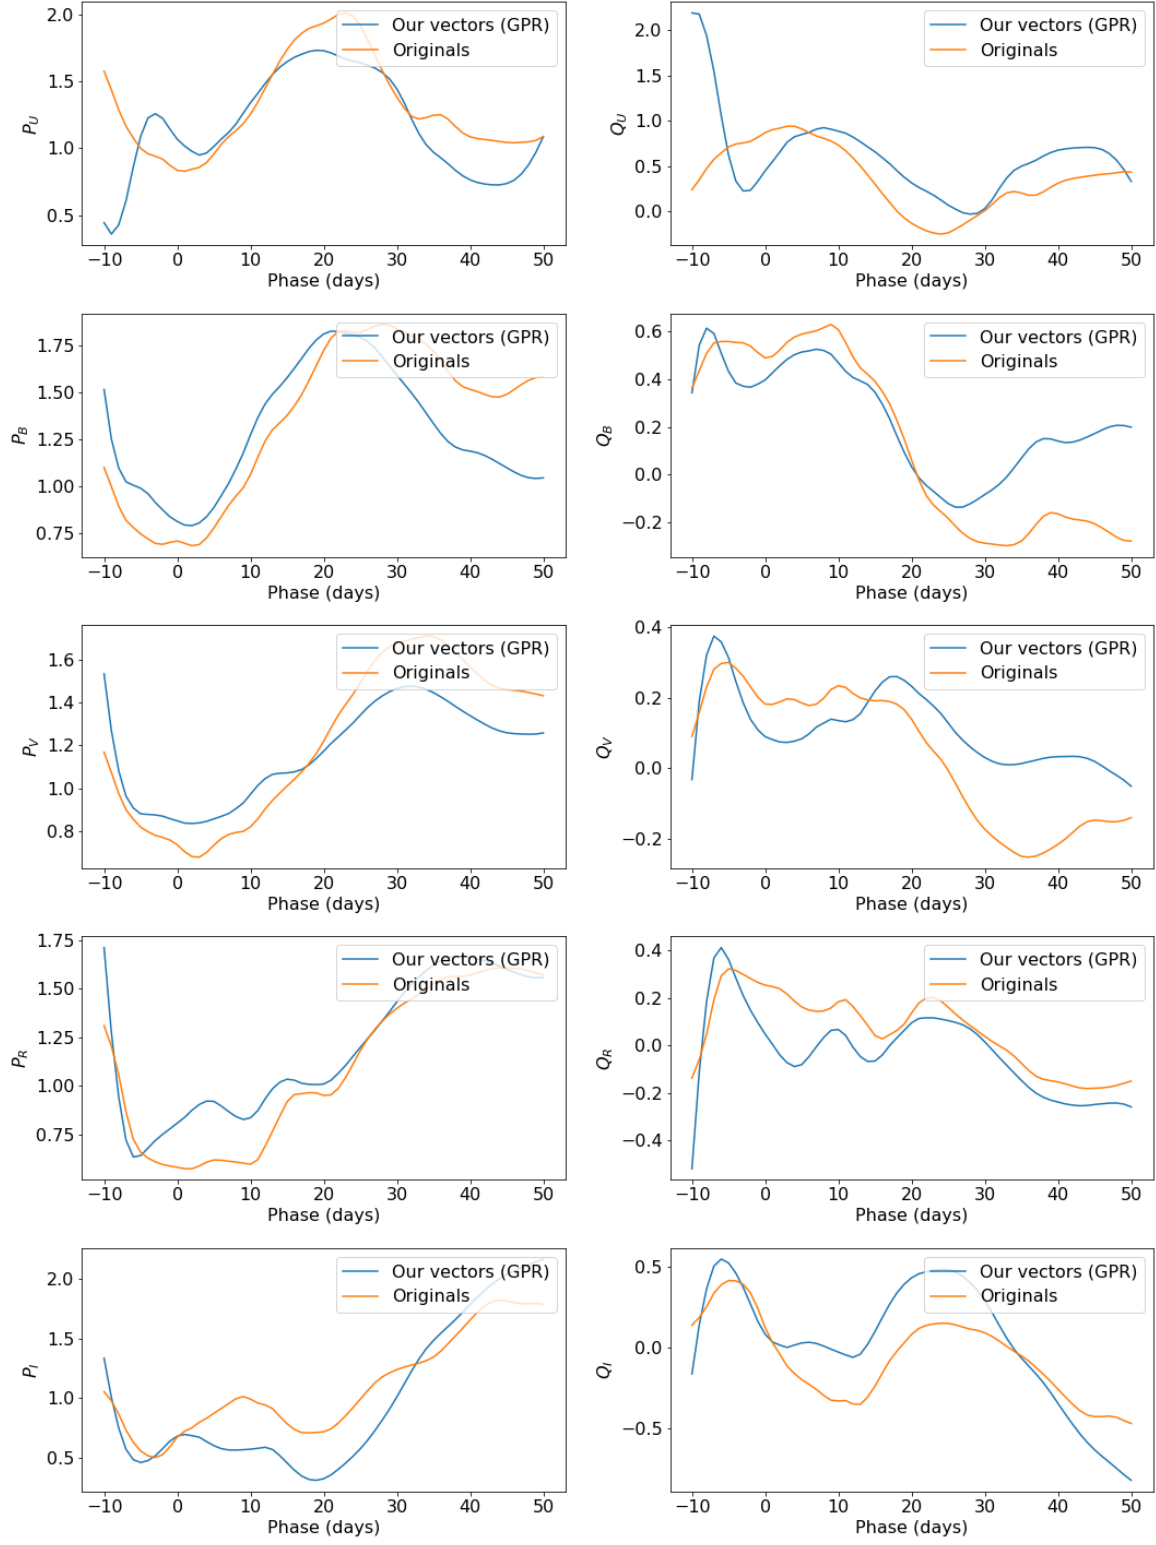 2.0
1.5
1.0
0.5
P_U
Our vectors (GPR)
Originals
−10 0 10 20 30 40 50
Phase (days)
2.0
1.5
1.0
0.5
0.0
Q_U
Our vectors (GPR)
Originals
−10 0 10 20 30 40 50
Phase (days)
1.75
1.50
1.25
1.00
0.75
P_B
Our vectors (GPR)
Originals
−10 0 10 20 30 40 50
Phase (days)
0.6
0.4
0.2
0.0
−0.2
Q_B
Our vectors (GPR)
Originals
−10 0 10 20 30 40 50
Phase (days)
1.6
1.4
1.2
1.0
0.8
P_V
Our vectors (GPR)
Originals
−10 0 10 20 30 40 50
Phase (days)
0.4
0.2
0.0
−0.2
Q_V
Our vectors (GPR)
Originals
−10 0 10 20 30 40 50
Phase (days)
1.75
1.50
1.25
1.00
0.75
P_R
Our vectors (GPR)
Originals
−10 0 10 20 30 40 50
Phase (days)
0.4
0.2
0.0
−0.2
−0.4
Q_R
Our vectors (GPR)
Originals
−10 0 10 20 30 40 50
Phase (days)
2.0
1.5
1.0
0.5
P_I
Our vectors (GPR)
Originals
−10 0 10 20 30 40 50
Phase (days)
0.5
0.0
−0.5
Q_I
Our vectors (GPR)
Originals
−10 0 10 20 30 40 50
Phase (days)